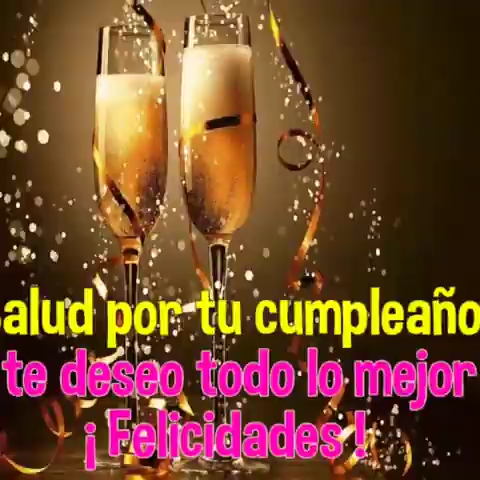 alud por tu cumpleaño
te deseo todo lo mejor
¡ Felicidades !